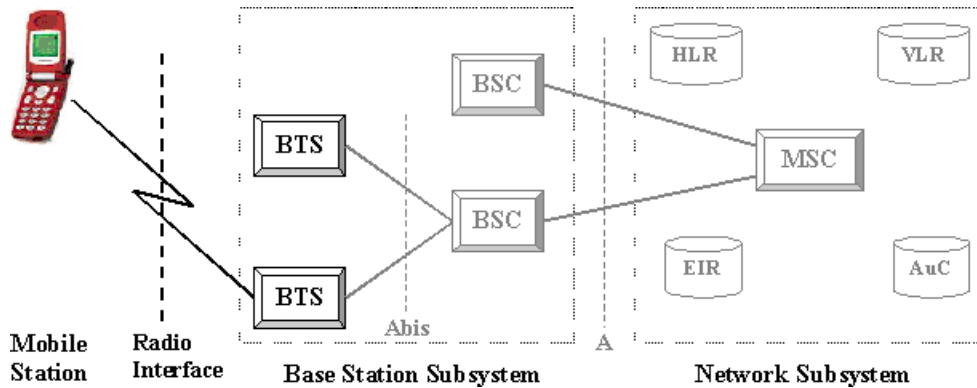 HLR
VLR
BSC
BTS
MSC
BSC
EIR
AuC
BTS
Abis
A
Mobile
Station
Radio
Interface
Base Station Subsystem
Network Subsystem